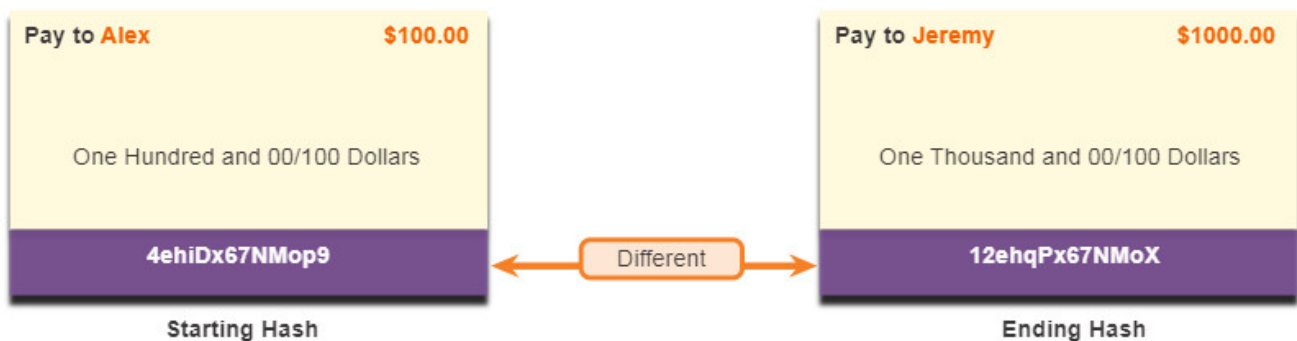 Pay to Alex $100.00
One Hundred and 00/100 Dollars
4ehiDx67NMop9
Starting Hash
Different
Pay to Jeremy $1000.00
One Thousand and 00/100 Dollars
12ehqPx67NMoX
Ending Hash